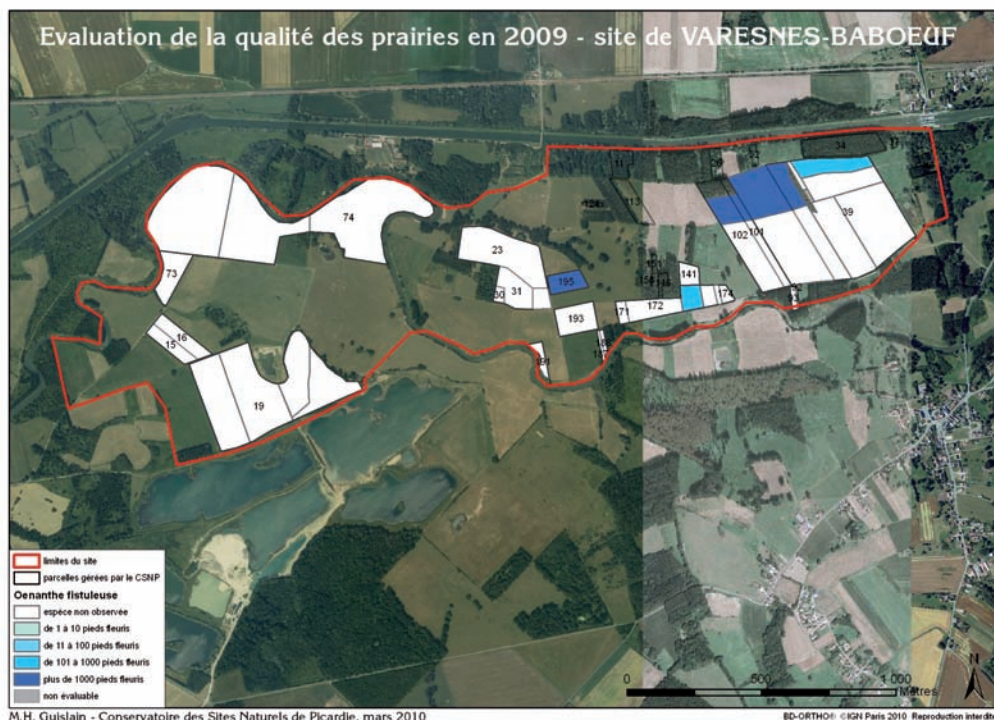 Evaluation de la qualité des prairies en 2009 - site de VARESNES-BABOEUF
11
34
113
74
39
102
101
23
73
141
195
30
31
174
172
171
193
16
15
191
19
limites du site
parcelles gérées par le CSNP
Oenanthe fistuleuse
espèce non observée
de 1 à 10 pieds fleuris
de 11 à 100 pieds fleuris
de 101 à 1000 pieds fleuris
plus de 1000 pieds fleuris
non évaluable
N
0 500 1 000
Mètres
M.H. Guislain - Conservatoire des Sites Naturels de Picardie, mars 2010
BD-ORTHO® ©IGN Paris 2010 Reproduction interdite